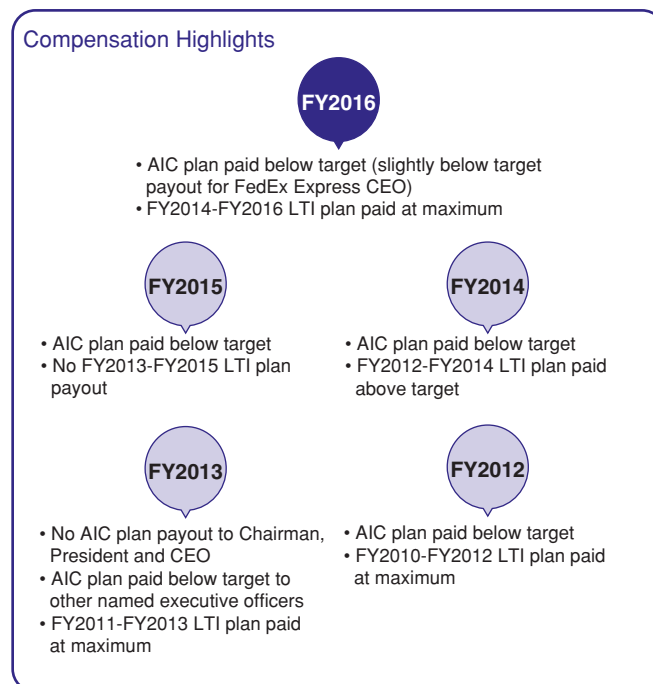 Compensation Highlights
FY2016
• AIC plan paid below target (slightly below target
payout for FedEx Express CEO)
• FY2014-FY2016 LTI plan paid at maximum
FY2015
• AIC plan paid below target
• No FY2013-FY2015 LTI plan
payout
FY2014
• AIC plan paid below target
• FY2012-FY2014 LTI plan paid
above target
FY2013
• No AIC plan payout to Chairman,
President and CEO
• AIC plan paid below target to
other named executive officers
• FY2011-FY2013 LTI plan paid
at maximum
FY2012
• AIC plan paid below target
• FY2010-FY2012 LTI plan paid
at maximum